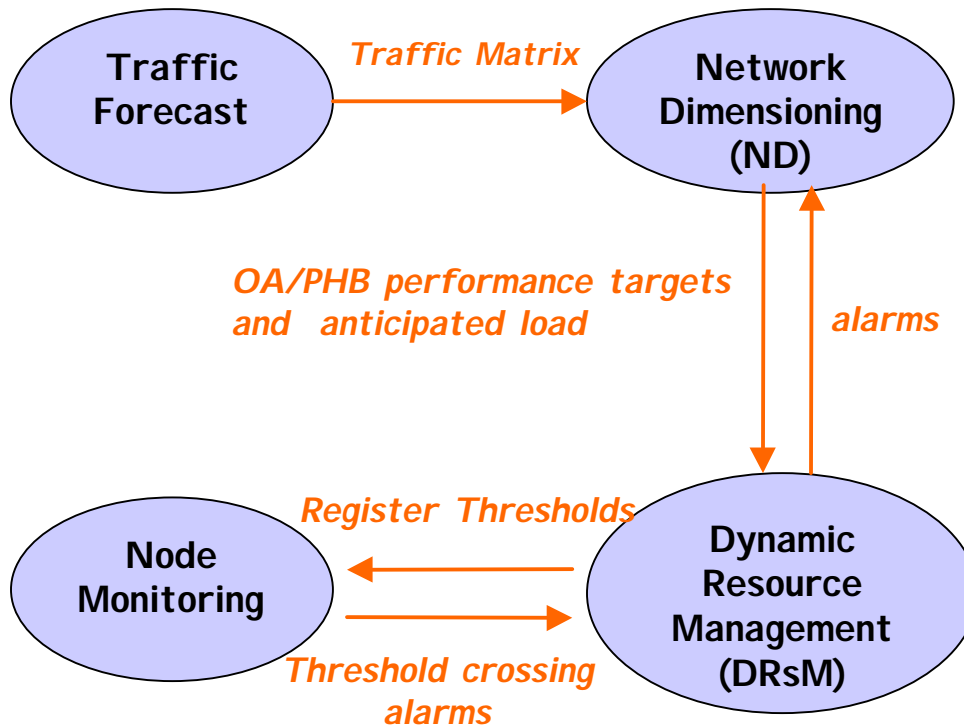 Traffic
Forecast
Traffic Matrix
Network
Dimensioning
(ND)
OA/PHB performance targets
and anticipated load
alarms
Register Thresholds
Node
Monitoring
Threshold crossing
alarms
Dynamic
Resource
Management
(DRsM)